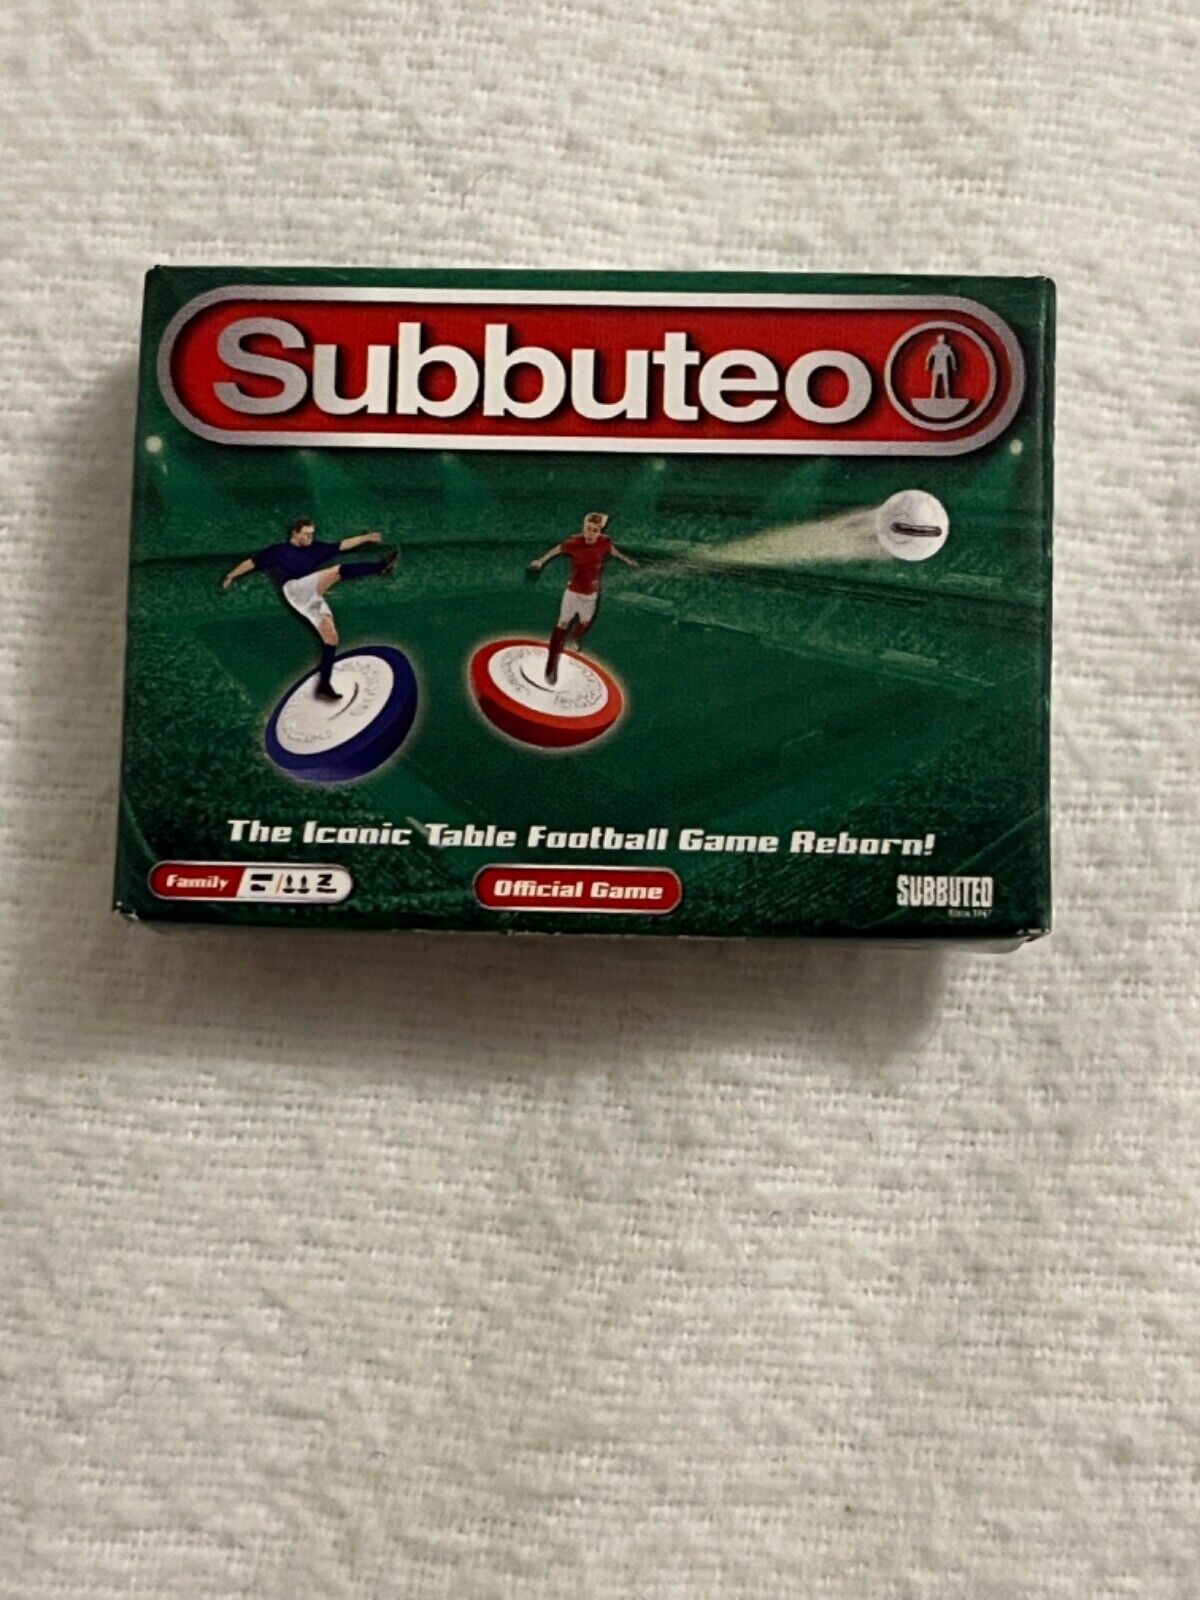 Subbuteo
The Iconic Table Football Game Reborn!
Family
Official Game
SUBBUTEO